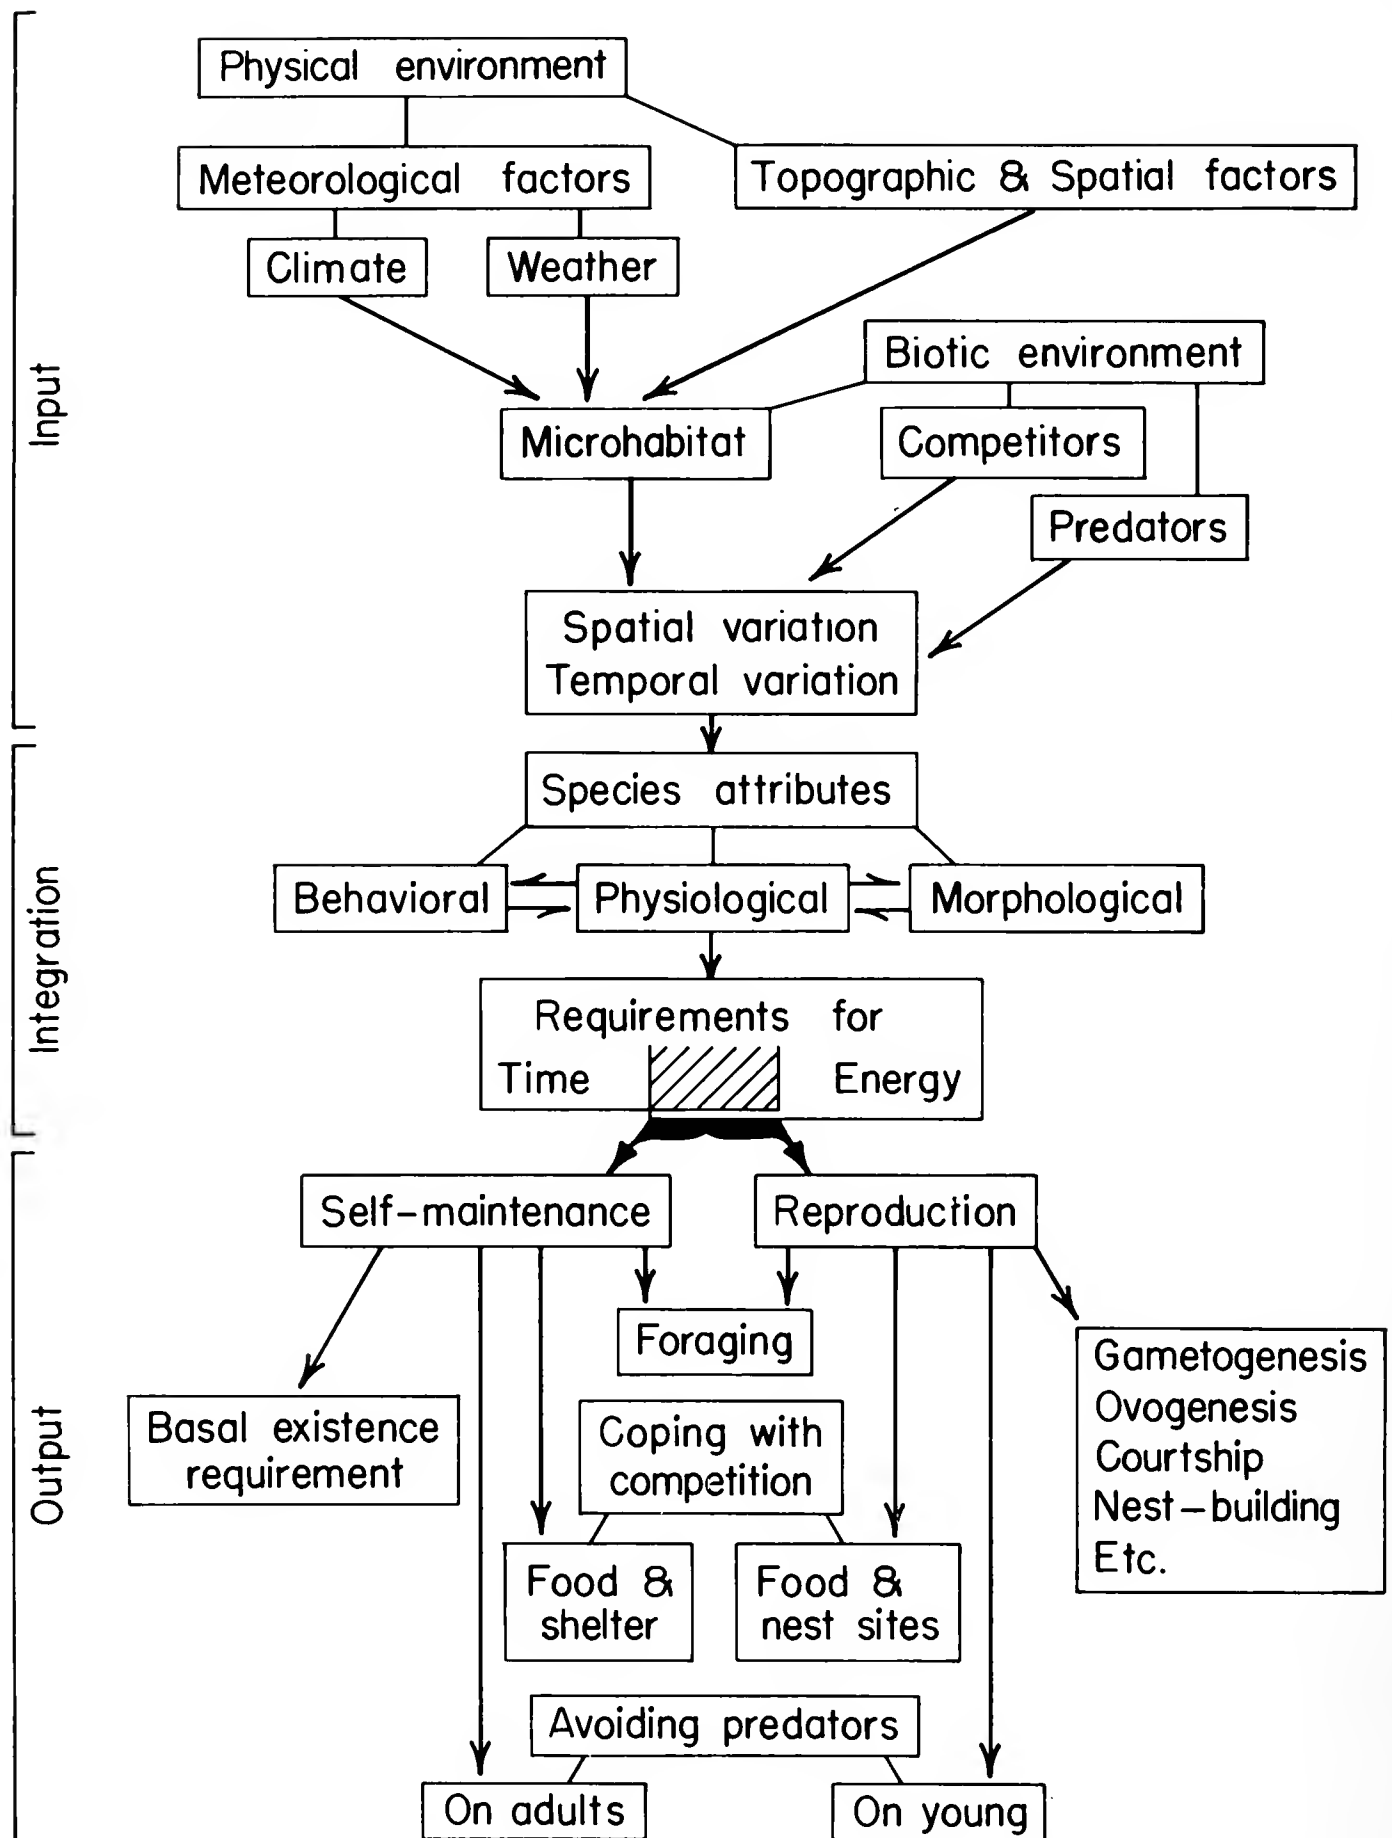 Physical environment
Meteorological factors
Topographic & Spatial factors
Climate
Weather
Biotic environment
Input
Microhabitat
Competitors
Predators
Spatial variation
Temporal variation
Species attributes
Integration
Behavioral
Physiological
Morphological
Requirements for
Time
Energy
Self-maintenance
Reproduction
Output
Foraging
Gametogenesis
Ovogenesis
Courtship
Nest-building
Etc.
Basal existence
requirement
Coping with
competition
Food &
shelter
Food &
nest sites
Avoiding predators
On adults
On young